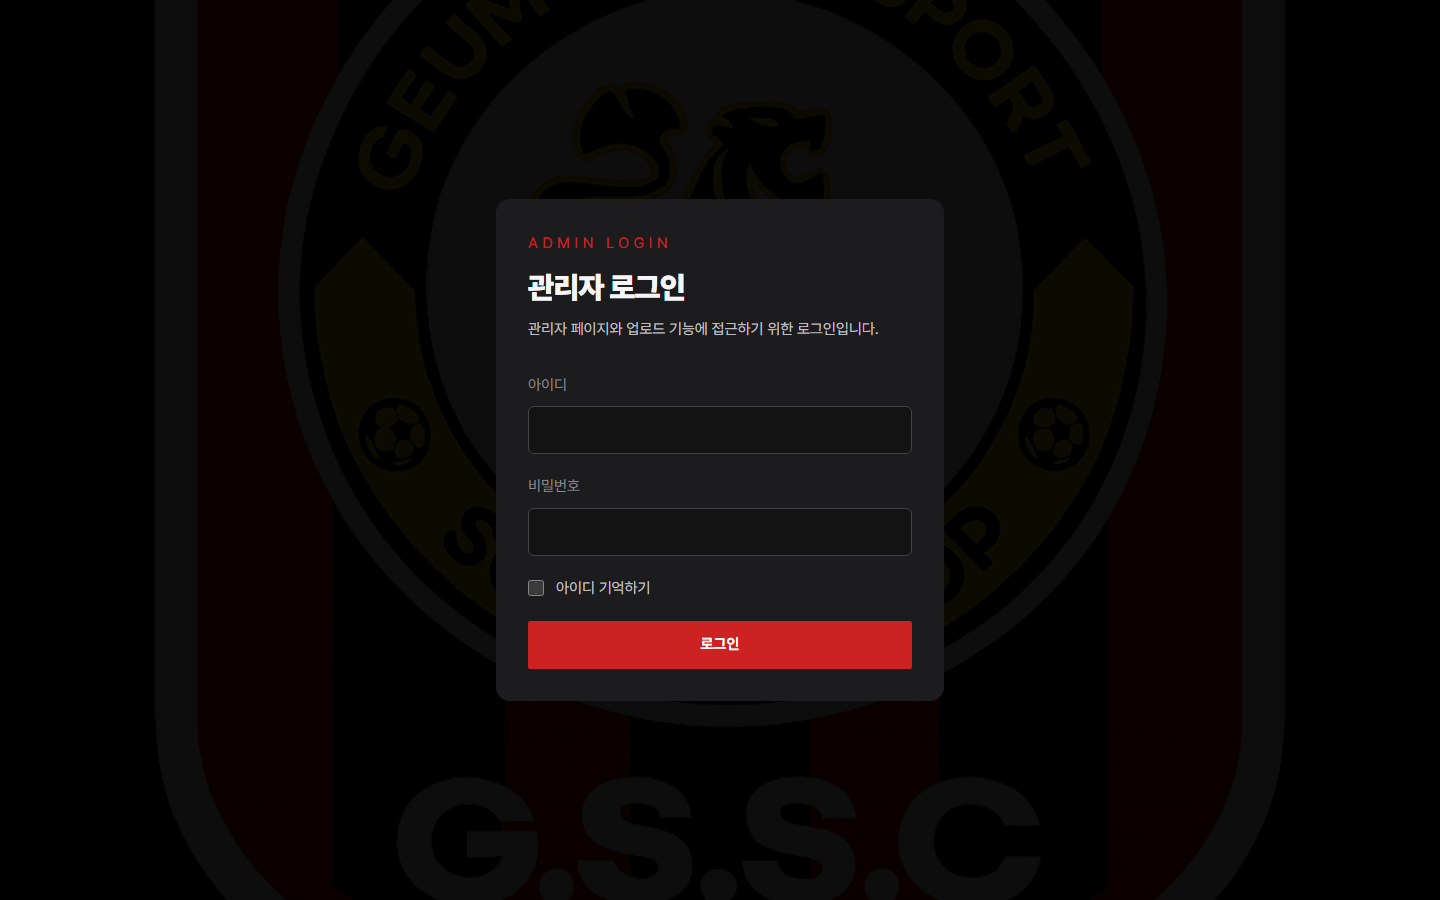 GEUM
SPORT
ADMIN LOGIN
관리자 로그인
관리자 페이지와 업로드 기능에 접근하기 위한 로그인입니다.
아이디
비밀번호
아이디 기억하기
로그인
G.S.S.C